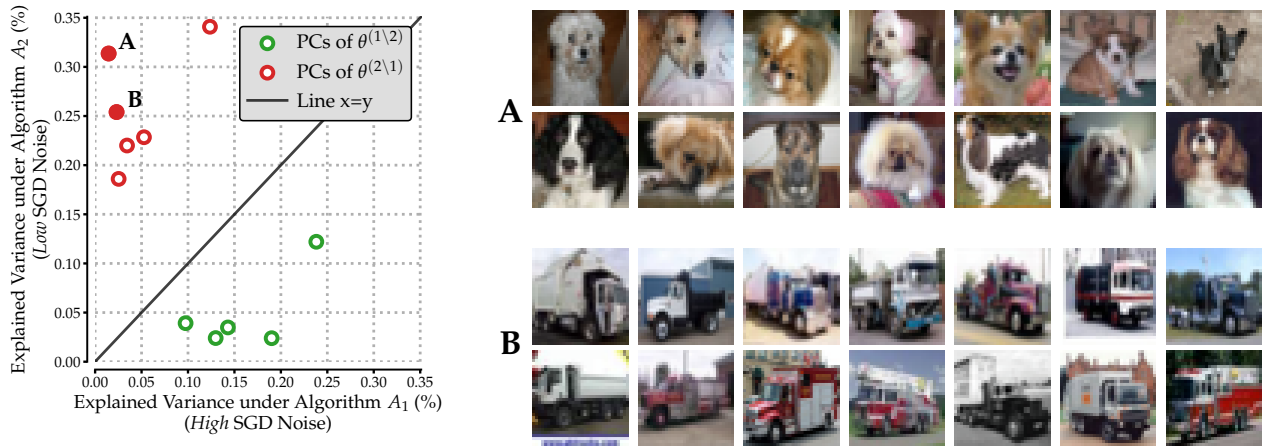 Explained Variance under Algorithm A₂ (%)
(Low SGD Noise)
0.35
0.30
0.25
0.20
0.15
0.10
0.05
0.00
A
B
PCs of θ^(1\2)
PCs of θ^(2\1)
Line x=y
0.00 0.05 0.10 0.15 0.20 0.25 0.30 0.35
Explained Variance under Algorithm A₁ (%)
(High SGD Noise)
A
B